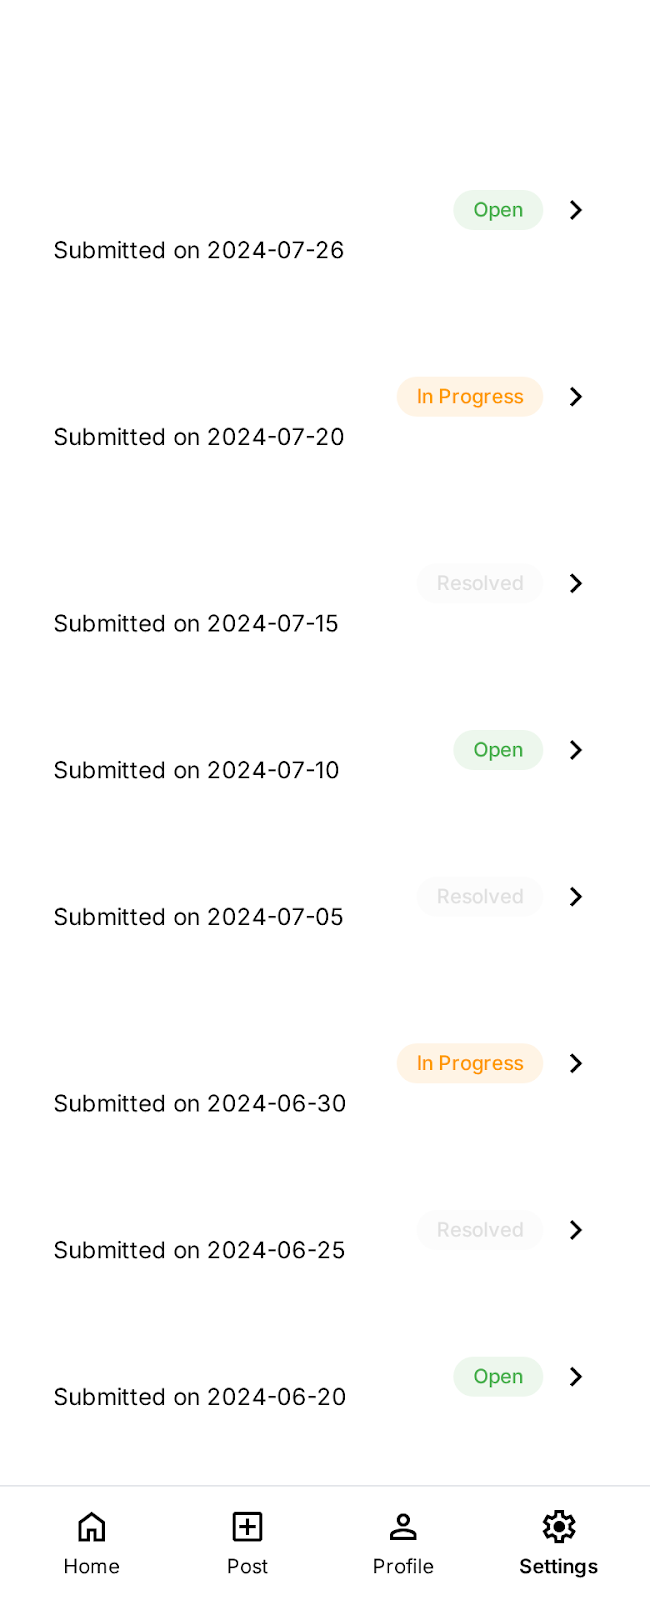 Open
Submitted on 2024-07-26
In Progress
Submitted on 2024-07-20
Resolved
Submitted on 2024-07-15
Open
Submitted on 2024-07-10
Resolved
Submitted on 2024-07-05
In Progress
Submitted on 2024-06-30
Resolved
Submitted on 2024-06-25
Open
Submitted on 2024-06-20
Home Post Profile Settings